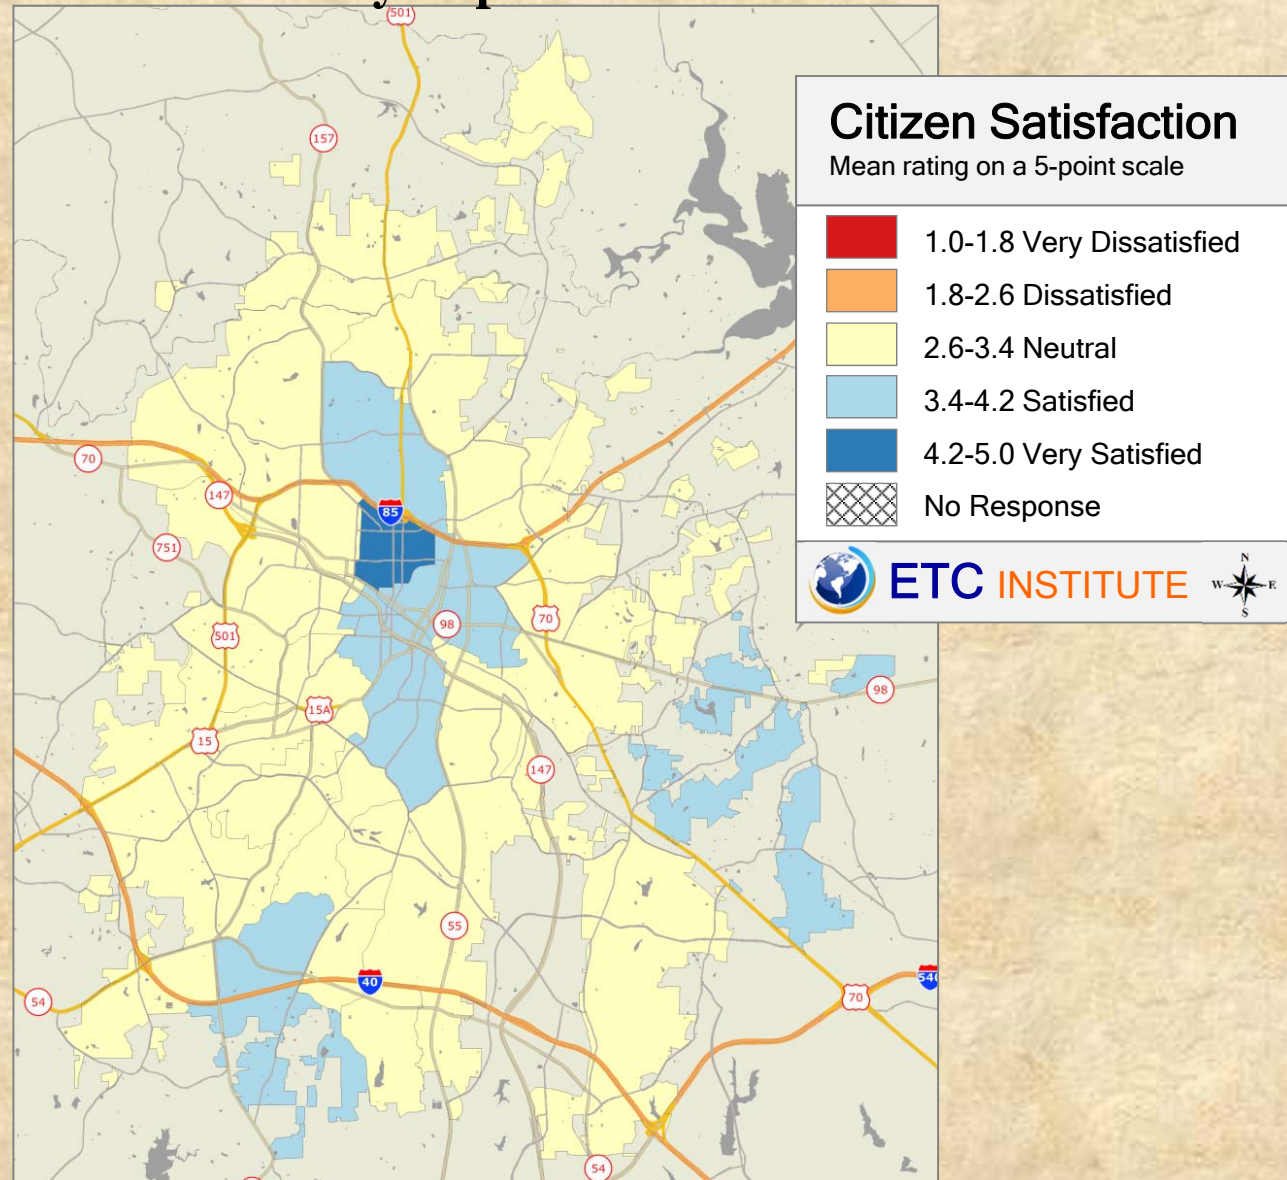 501
157
Citizen Satisfaction
Mean rating on a 5-point scale
1.0-1.8 Very Dissatisfied
1.8-2.6 Dissatisfied
2.6-3.4 Neutral
3.4-4.2 Satisfied
4.2-5.0 Very Satisfied
No Response
ETC INSTITUTE
N
W E
S
70
147
85
751
501
98
70
15A
15
98
147
55
40
54
70
540
54